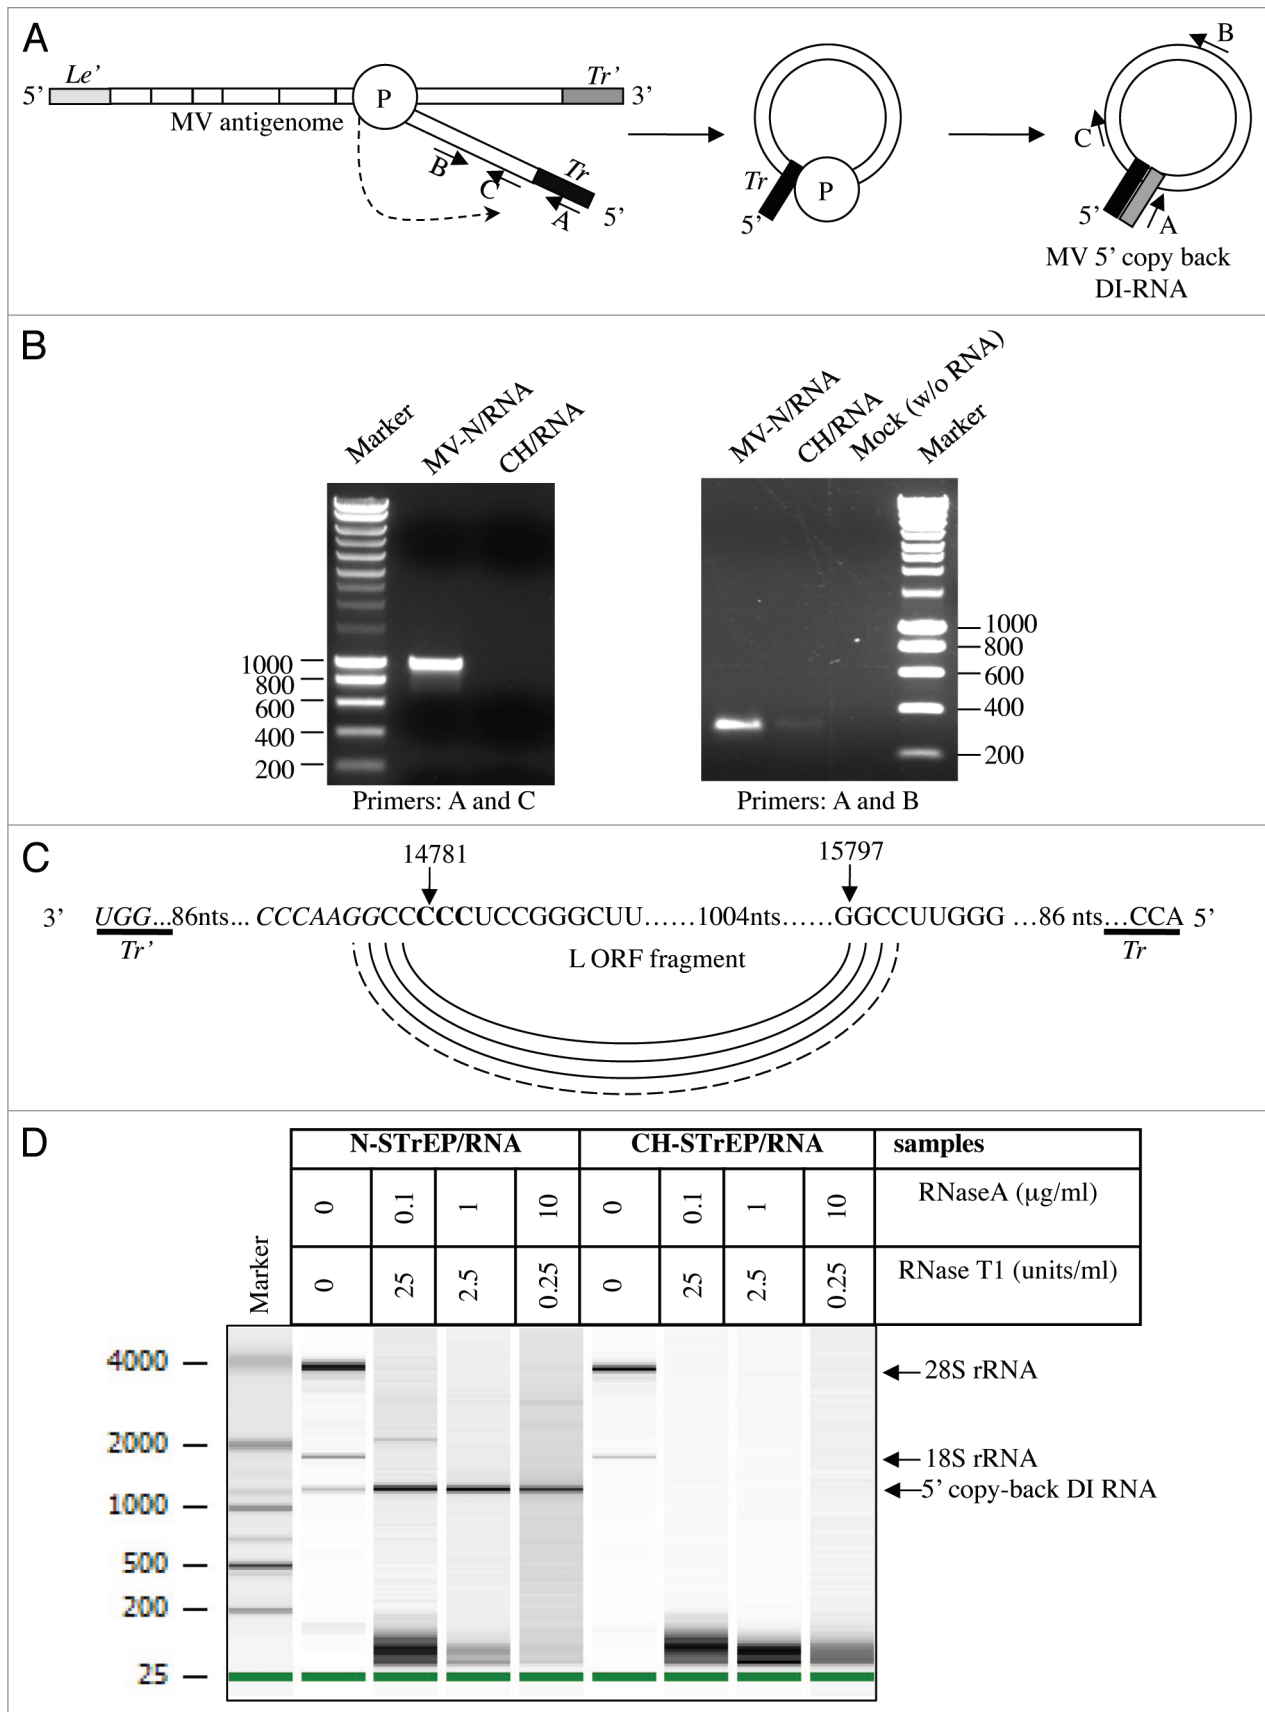 A
5’ Le’ P Tr’ 3’
MV antigenome
B C Tr A 5’
Tr P 5’
B
C
5’ A
MV 5’ copy back
DI-RNA
B
Marker MV-N/RNA CH/RNA
1000
800
600
400
200
Primers: A and C
MV-N/RNA CH/RNA Mock (w/o RNA) Marker
1000
800
600
400
200
Primers: A and B
C
14781 15797
3’ UGG...86nts... CCCAAGGCCCCCUCCGGGCUU......1004nts......GGCCUUGGG ...86 nts...CCA 5’
Tr’ L ORF fragment Tr
D
N-STrEP/RNA CH-STrEP/RNA samples
0 0.1 1 10 0 0.1 1 10 RNaseA (µg/ml)
Marker 0 25 2.5 0.25 0 25 2.5 0.25 RNase T1 (units/ml)
4000 28S rRNA
2000 18S rRNA
5’ copy-back DI RNA
1000
500
200
25